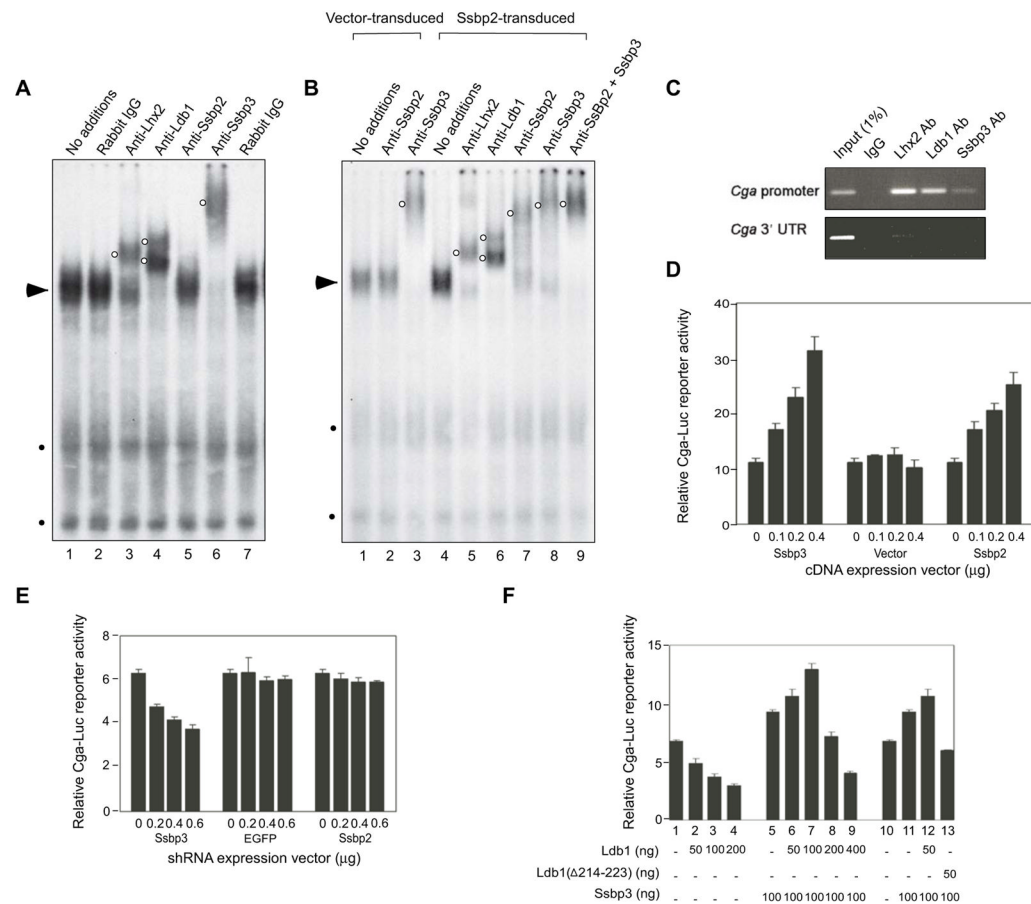 Vector-transduced Ssbp2-transduced
A
No additions
Rabbit IgG
Anti-Lhx2
Anti-Ldb1
Anti-Ssbp2
Anti-Ssbp3
Rabbit IgG
1 2 3 4 5 6 7
B
No additions
Anti-Ssbp2
Anti-Ssbp3
No additions
Anti-Lhx2
Anti-Ldb1
Anti-Ssbp2
Anti-Ssbp3
Anti-SsBp2 + Ssbp3
1 2 3 4 5 6 7 8 9
C
Input (1%)
IgG
Lhx2 Ab
Ldb1 Ab
Ssbp3 Ab
Cga promoter
Cga 3' UTR
D
Relative Cga-Luc reporter activity
40
30
20
10
0
0 0.1 0.2 0.4 0 0.1 0.2 0.4 0 0.1 0.2 0.4
Ssbp3 Vector Ssbp2
cDNA expression vector (μg)
E
Relative Cga-Luc reporter activity
8
6
4
2
0
0 0.2 0.4 0.6 0 0.2 0.4 0.6 0 0.2 0.4 0.6
Ssbp3 EGFP Ssbp2
shRNA expression vector (μg)
F
Relative Cga-Luc reporter activity
15
10
5
0
1 2 3 4 5 6 7 8 9 10 11 12 13
Ldb1 (ng) - 50 100 200 - 50 100 200 400 - - 50 -
Ldb1(Δ214-223) (ng) - - - - - - - - - - - - 50
Ssbp3 (ng) - - - - 100 100 100 100 100 - 100 100 100